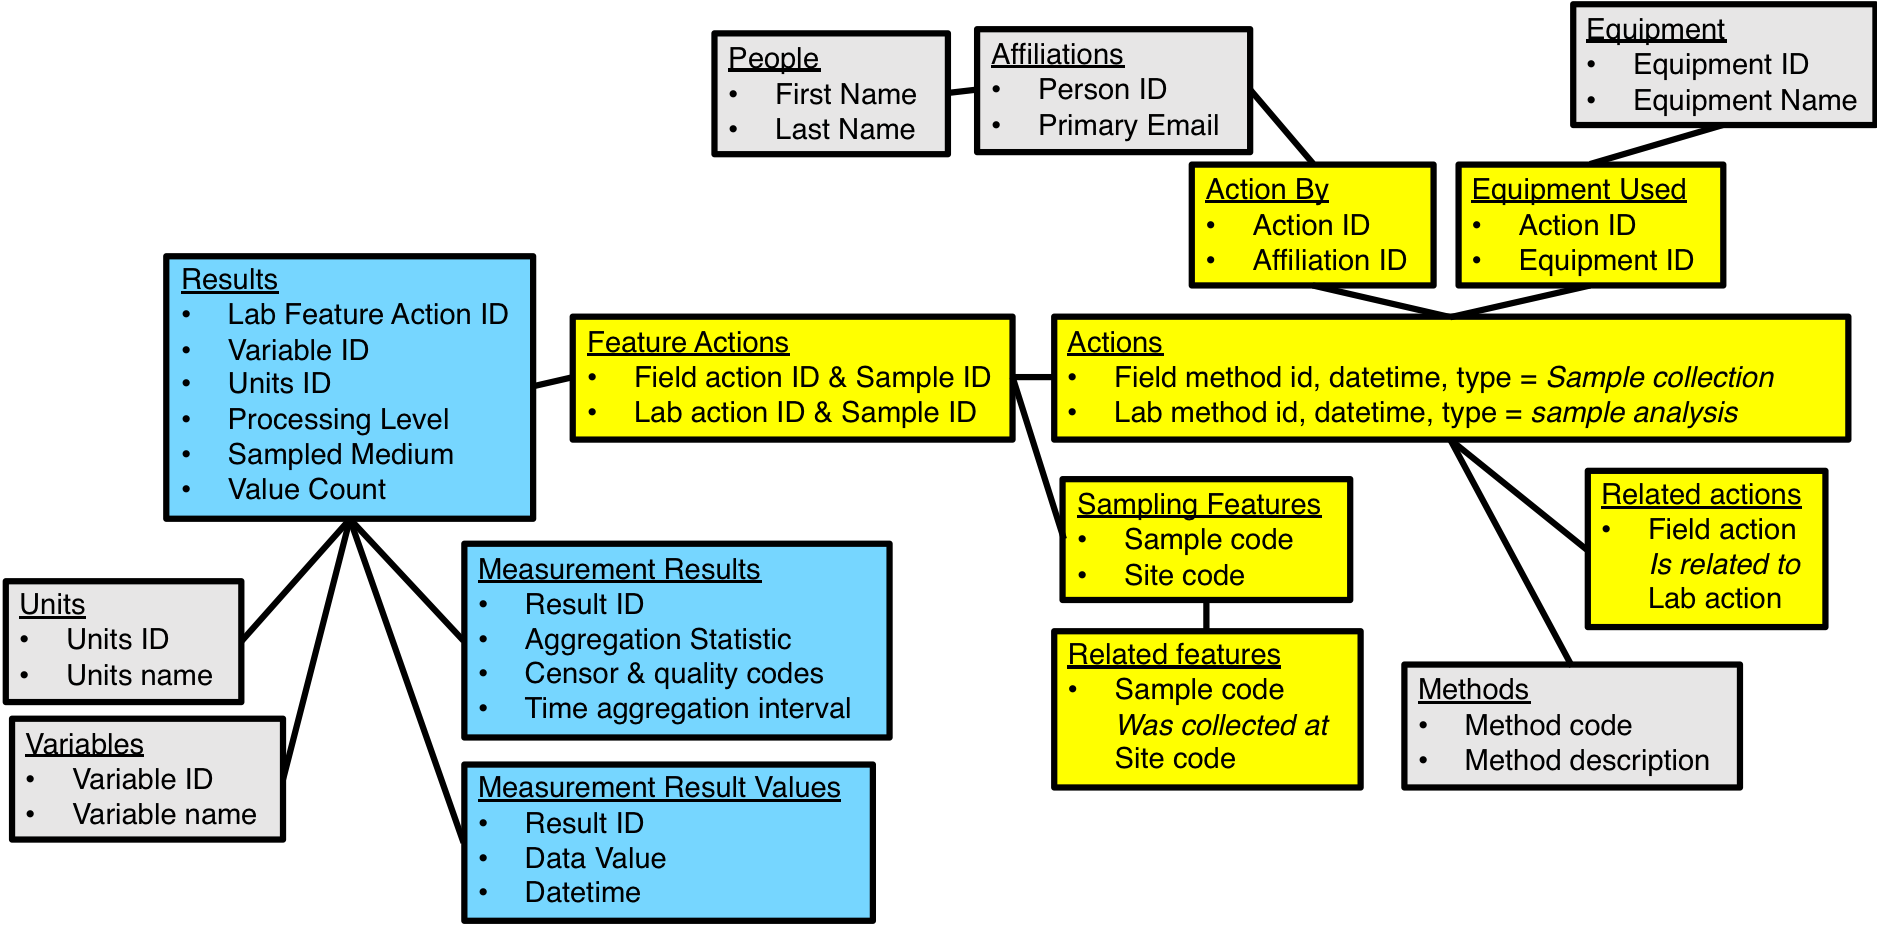 People
• First Name
• Last Name
Affiliations
• Person ID
• Primary Email
Equipment
• Equipment ID
• Equipment Name
Action By
• Action ID
• Affiliation ID
Equipment Used
• Action ID
• Equipment ID
Results
• Lab Feature Action ID
• Variable ID
• Units ID
• Processing Level
• Sampled Medium
• Value Count
Feature Actions
• Field action ID & Sample ID
• Lab action ID & Sample ID
Actions
• Field method id, datetime, type = Sample collection
• Lab method id, datetime, type = sample analysis
Sampling Features
• Sample code
• Site code
Related actions
• Field action
Is related to
Lab action
Units
• Units ID
• Units name
Measurement Results
• Result ID
• Aggregation Statistic
• Censor & quality codes
• Time aggregation interval
Related features
• Sample code
Was collected at
Site code
Methods
• Method code
• Method description
Variables
• Variable ID
• Variable name
Measurement Result Values
• Result ID
• Data Value
• Datetime